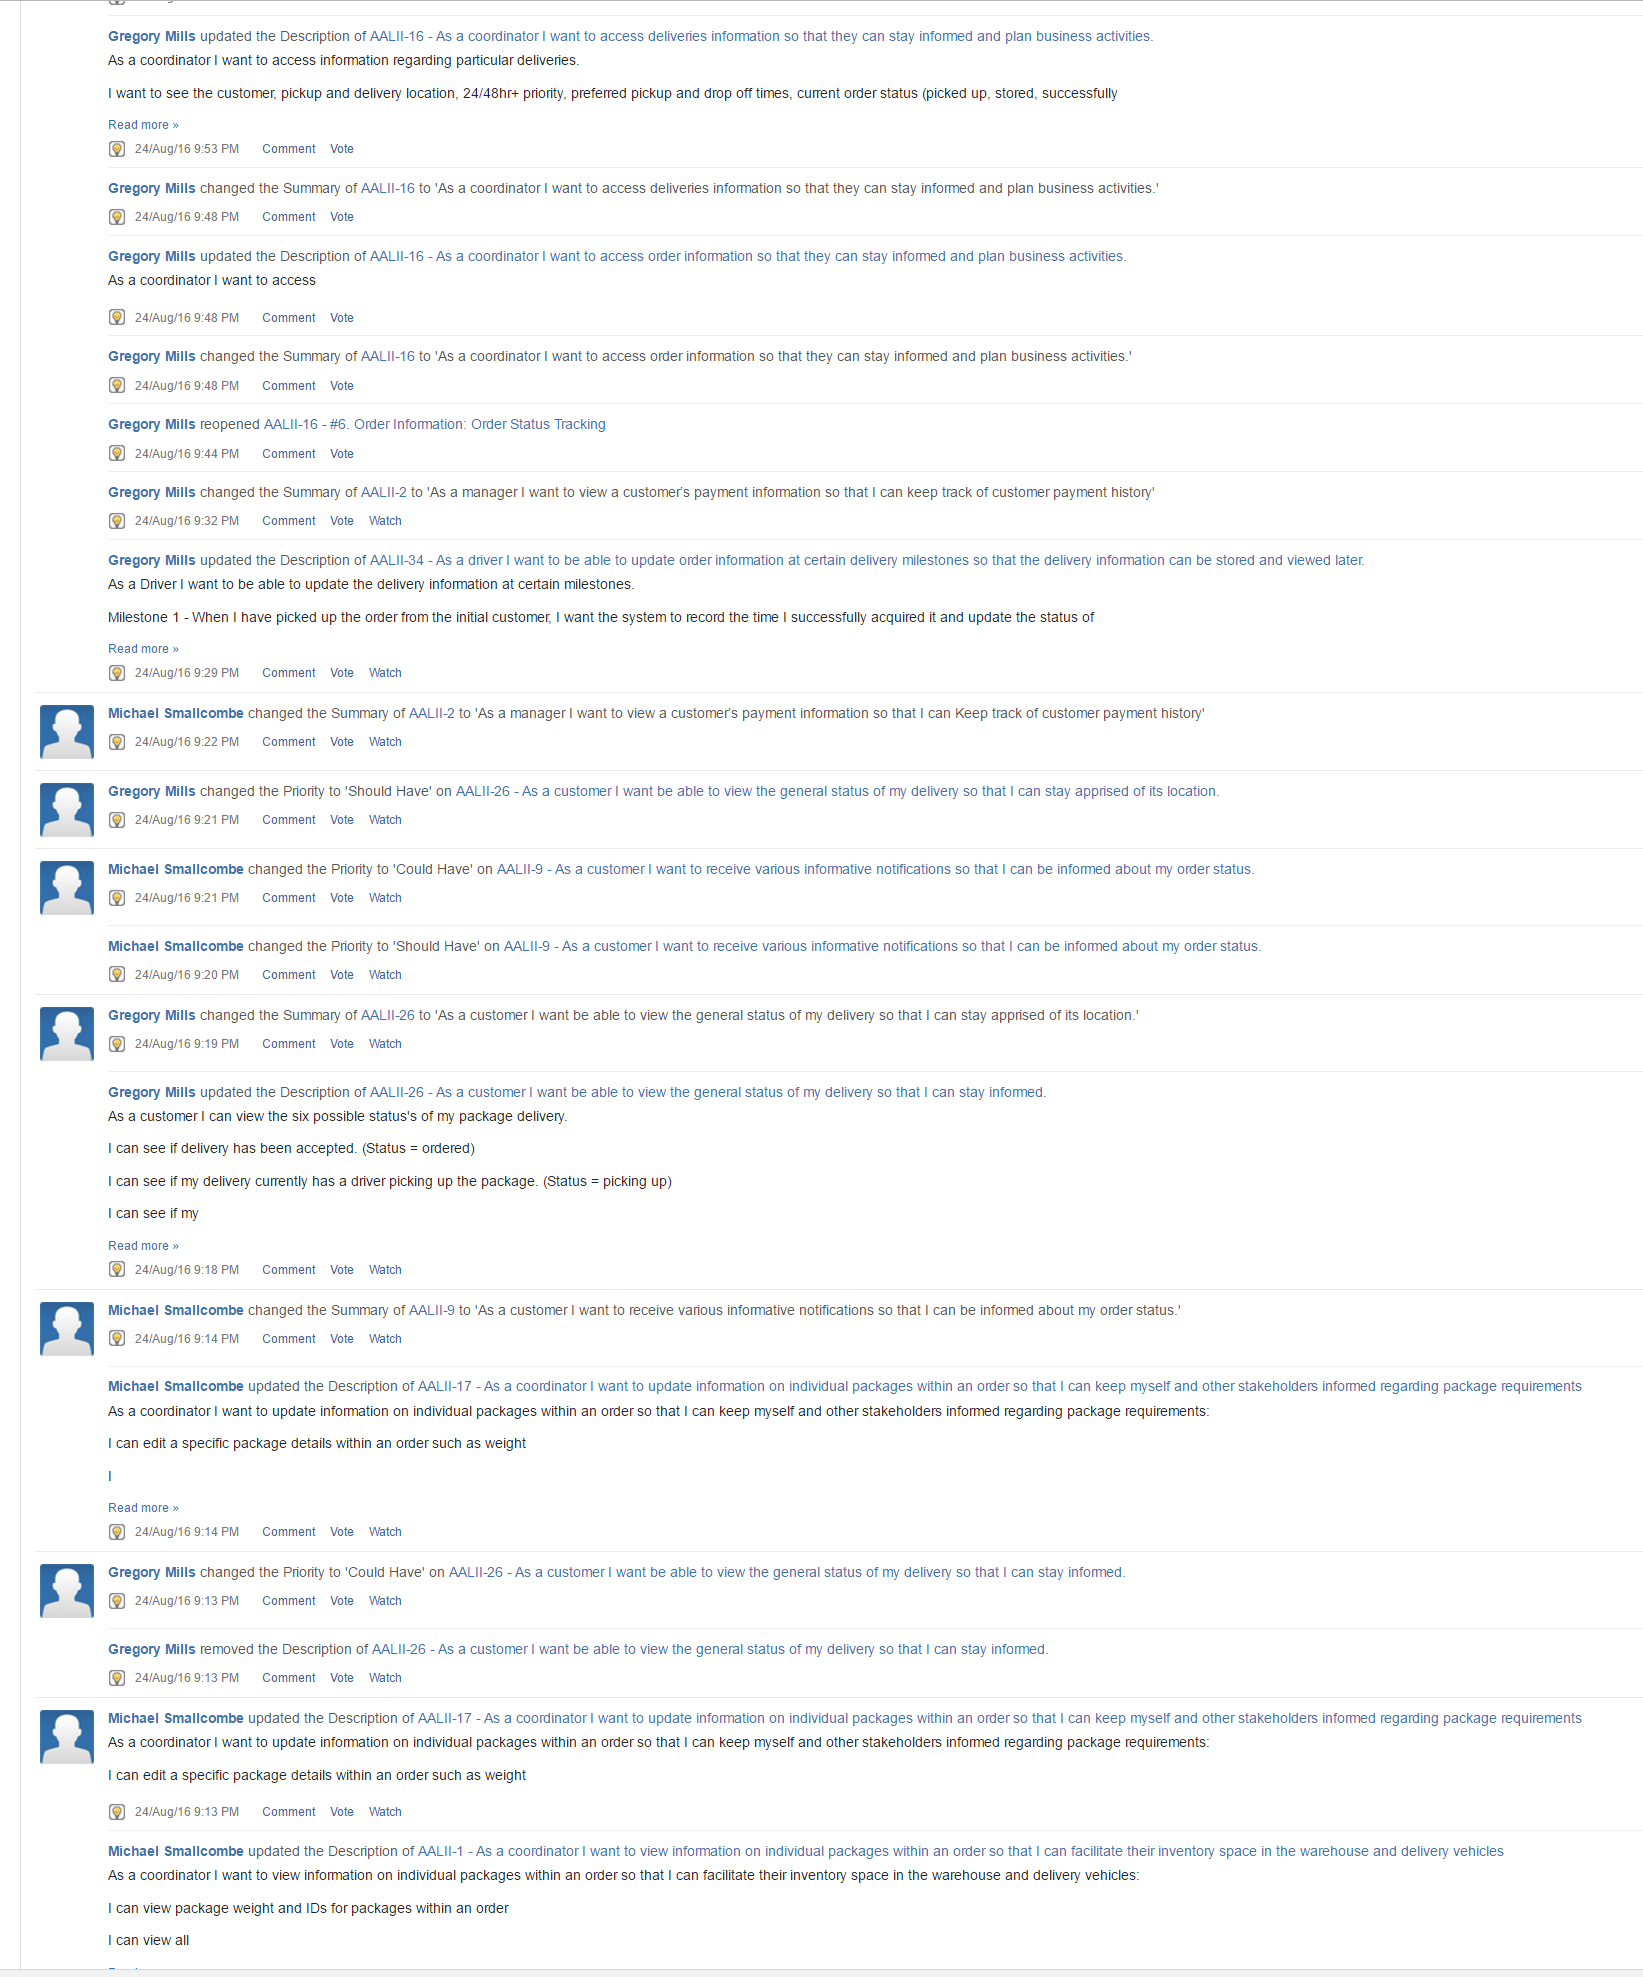 Gregory Mills updated the Description of AALII-16 - As a coordinator I want to access deliveries information so that they can stay informed and plan business activities.
As a coordinator I want to access information regarding particular deliveries.
I want to see the customer, pickup and delivery location, 24/48hr+ priority, preferred pickup and drop off times, current order status (picked up, stored, successfully
Read more »
24/Aug/16 9:53 PM Comment Vote
Gregory Mills changed the Summary of AALII-16 to 'As a coordinator I want to access deliveries information so that they can stay informed and plan business activities.'
24/Aug/16 9:48 PM Comment Vote
Gregory Mills updated the Description of AALII-16 - As a coordinator I want to access order information so that they can stay informed and plan business activities.
As a coordinator I want to access
24/Aug/16 9:48 PM Comment Vote
Gregory Mills changed the Summary of AALII-16 to 'As a coordinator I want to access order information so that they can stay informed and plan business activities.'
24/Aug/16 9:48 PM Comment Vote
Gregory Mills reopened AALII-16 - #6. Order Information: Order Status Tracking
24/Aug/16 9:44 PM Comment Vote
Gregory Mills changed the Summary of AALII-2 to 'As a manager I want to view a customer's payment information so that I can keep track of customer payment history'
24/Aug/16 9:32 PM Comment Vote Watch
Gregory Mills updated the Description of AALII-34 - As a driver I want to be able to update order information at certain delivery milestones so that the delivery information can be stored and viewed later.
As a Driver I want to be able to update the delivery information at certain milestones.
Milestone 1 - When I have picked up the order from the initial customer, I want the system to record the time I successfully acquired it and update the status of
Read more »
24/Aug/16 9:29 PM Comment Vote Watch
Michael Smallcombe changed the Summary of AALII-2 to 'As a manager I want to view a customer's payment information so that I can Keep track of customer payment history'
24/Aug/16 9:22 PM Comment Vote Watch
Gregory Mills changed the Priority to 'Should Have' on AALII-26 - As a customer I want be able to view the general status of my delivery so that I can stay apprised of its location.
24/Aug/16 9:21 PM Comment Vote Watch
Michael Smallcombe changed the Priority to 'Could Have' on AALII-9 - As a customer I want to receive various informative notifications so that I can be informed about my order status.
24/Aug/16 9:21 PM Comment Vote Watch
Michael Smallcombe changed the Priority to 'Should Have' on AALII-9 - As a customer I want to receive various informative notifications so that I can be informed about my order status.
24/Aug/16 9:20 PM Comment Vote Watch
Gregory Mills changed the Summary of AALII-26 to 'As a customer I want be able to view the general status of my delivery so that I can stay apprised of its location.'
24/Aug/16 9:19 PM Comment Vote Watch
Gregory Mills updated the Description of AALII-26 - As a customer I want be able to view the general status of my delivery so that I can stay informed.
As a customer I can view the six possible status's of my package delivery.
I can see if delivery has been accepted. (Status = ordered)
I can see if my delivery currently has a driver picking up the package. (Status = picking up)
I can see if my
Read more »
24/Aug/16 9:18 PM Comment Vote Watch
Michael Smallcombe changed the Summary of AALII-9 to 'As a customer I want to receive various informative notifications so that I can be informed about my order status.'
24/Aug/16 9:14 PM Comment Vote Watch
Michael Smallcombe updated the Description of AALII-17 - As a coordinator I want to update information on individual packages within an order so that I can keep myself and other stakeholders informed regarding package requirements
As a coordinator I want to update information on individual packages within an order so that I can keep myself and other stakeholders informed regarding package requirements:
I can edit a specific package details within an order such as weight
I
Read more »
24/Aug/16 9:14 PM Comment Vote Watch
Gregory Mills changed the Priority to 'Could Have' on AALII-26 - As a customer I want be able to view the general status of my delivery so that I can stay informed.
24/Aug/16 9:13 PM Comment Vote Watch
Gregory Mills removed the Description of AALII-26 - As a customer I want be able to view the general status of my delivery so that I can stay informed.
24/Aug/16 9:13 PM Comment Vote Watch
Michael Smallcombe updated the Description of AALII-17 - As a coordinator I want to update information on individual packages within an order so that I can keep myself and other stakeholders informed regarding package requirements
As a coordinator I want to update information on individual packages within an order so that I can keep myself and other stakeholders informed regarding package requirements:
I can edit a specific package details within an order such as weight
24/Aug/16 9:13 PM Comment Vote Watch
Michael Smallcombe updated the Description of AALII-1 - As a coordinator I want to view information on individual packages within an order so that I can facilitate their inventory space in the warehouse and delivery vehicles
As a coordinator I want to view information on individual packages within an order so that I can facilitate their inventory space in the warehouse and delivery vehicles:
I can view package weight and IDs for packages within an order
I can view all